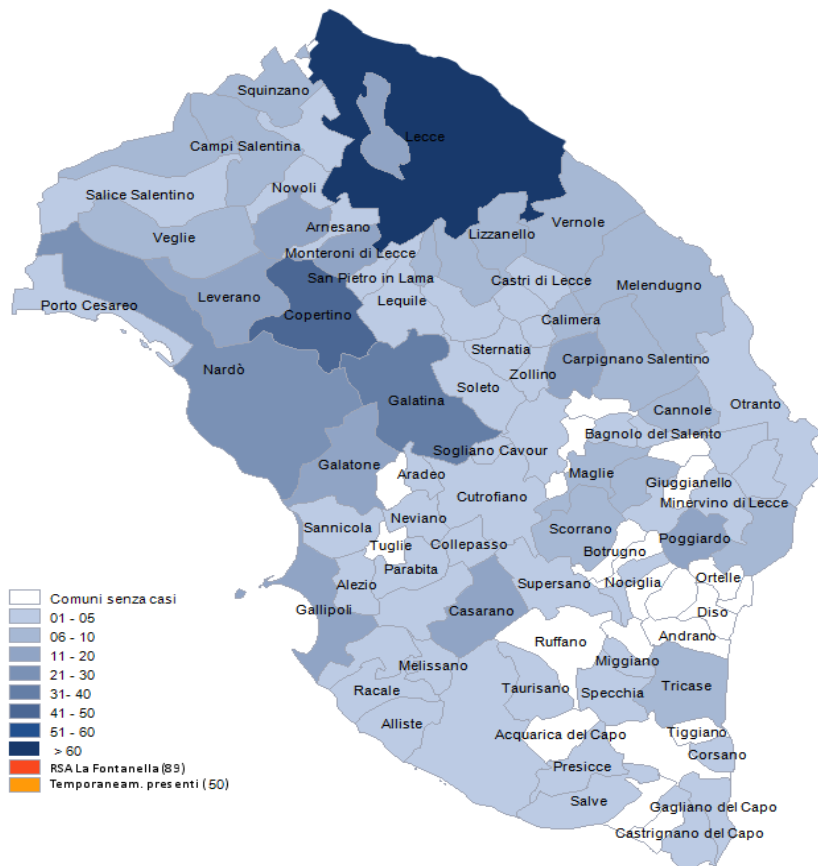 Squinzano
Lecce
Campi Salentina
Novoli
Salice Salentino
Arnesano
Vernole
Lizzanello
Veglie
Monteroni di Lecce
San Pietro in Lama
Castri di Lecce
Melendugno
Leverano
Lequile
Porto Cesareo
Copertino
Calimera
Sternatia
Carpignano Salentino
Nardò
Zollino
Soleto
Galatina
Cannole
Otranto
Bagnolo del Salento
Sogliano Cavour
Galatone
Aradeo
Maglie
Giuggianello
Cutrofiano
Minervino di Lecce
Neviano
Sannicola
Scorrano
Tuglie
Collepasso
Botrugno
Poggiardo
Parabita
Alezio
Supersano
Nociglia
Ortelle
Comuni senza casi
01 - 05
06 - 10
11 - 20
21 - 30
31- 40
41 - 50
51 - 60
> 60
RSA La Fontanella (89)
Temporaneam. presenti (50)
Gallipoli
Casarano
Diso
Ruffano
Andrano
Melissano
Miggiano
Racale
Taurisano
Specchia
Tricase
Alliste
Acquarica del Capo
Tiggiano
Corsano
Presicce
Salve
Gagliano del Capo
Castrignano del Capo